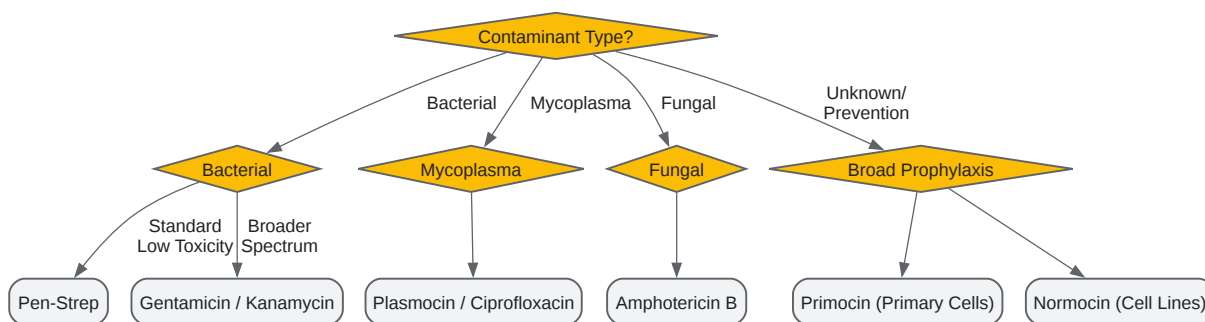 Contaminant Type?
Bacterial
Mycoplasma
Fungal
Unknown/
Prevention
Bacterial
Mycoplasma
Fungal
Broad Prophylaxis
Standard
Low Toxicity
Broader
Spectrum
Pen-Strep
Gentamicin / Kanamycin
Plasmocin / Ciprofloxacin
Amphotericin B
Primocin (Primary Cells)
Normocin (Cell Lines)